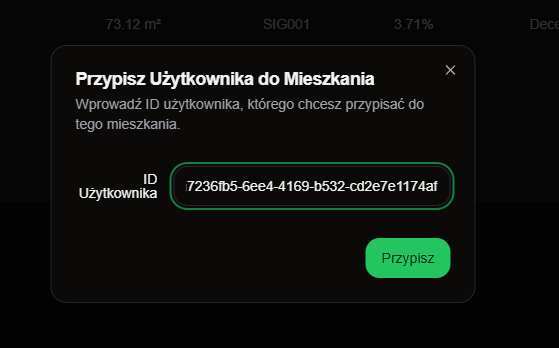 73.12 m² SIG001 3.71% Dece
Przypisz Użytkownika do Mieszkania
Wprowadź ID użytkownika, którego chcesz przypisać do
tego mieszkania.
ID
Użytkownika
7236fb5-6ee4-4169-b532-cd2e7e1174af
Przypisz